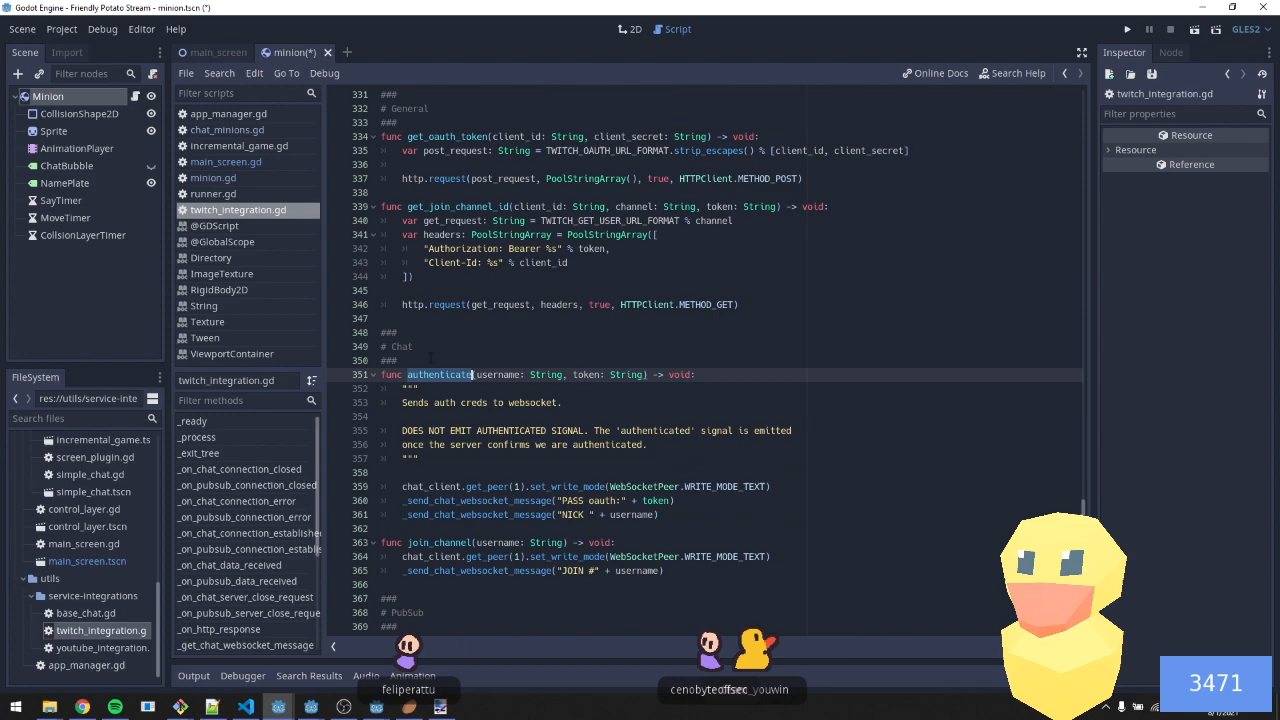 Godot Engine - Friendly Potato Stream - minion.tscn (*)
Scene Project Debug Editor Help
2D Script
GLES2
Scene Import
main_screen minion(*)
Inspector Node
Filter nodes
File Search Edit Go To Debug
Online Docs Search Help
Minion
CollisionShape2D
Sprite
AnimationPlayer
ChatBubble
NamePlate
SayTimer
MoveTimer
CollsionLayerTimer
Filter scripts
app_manager.gd
chat_minions.gd
incremental_game.gd
main_screen.gd
minion.gd
runner.gd
twitch_integration.gd
@GDScript
@GlobalScope
Directory
ImageTexture
RigidBody2D
String
Texture
Tween
ViewportContainer
twitch_integration.gd
Filter methods
_ready
_process
_exit_tree
_on_chat_connection_closed
_on_pubsub_connection_closed
_on_chat_connection_error
_on_pubsub_connection_error
_on_chat_connection_established
_on_pubsub_connection_establis
_on_chat_data_received
_on_pubsub_data_received
_on_chat_server_close_request
_on_pubsub_server_close_reque
_on_http_response
_get_chat_websocket_message
331 ###
332 # General
333 ###
334 func get_oauth_token(client_id: String, client_secret: String) -> void:
335 var post_request: String = TWITCH_OAUTH_URL_FORMAT.strip_escapes() % [client_id, client_secret]
336
337 http.request(post_request, PoolStringArray(), true, HTTPClient.METHOD_POST)
338
339 func get_join_channel_id(client_id: String, channel: String, token: String) -> void:
340 var get_request: String = TWITCH_GET_USER_URL_FORMAT % channel
341 var headers: PoolStringArray = PoolStringArray([
342 "Authorization: Bearer %s" % token,
343 "Client-Id: %s" % client_id
344 ])
345
346 http.request(get_request, headers, true, HTTPClient.METHOD_GET)
347
348 ###
349 # Chat
350 ###
351 func authenticate(username: String, token: String) -> void:
352 """
353 Sends auth creds to websocket.
354
355 DOES NOT EMIT AUTHENTICATED SIGNAL. The 'authenticated' signal is emitted
356 once the server confirms we are authenticated.
357 """
358
359 chat_client.get_peer(1).set_write_mode(WebSocketPeer.WRITE_MODE_TEXT)
360 _send_chat_websocket_message("PASS oauth:" + token)
361 _send_chat_websocket_message("NICK " + username)
362
363 func join_channel(username: String) -> void:
364 chat_client.get_peer(1).set_write_mode(WebSocketPeer.WRITE_MODE_TEXT)
365 _send_chat_websocket_message("JOIN #" + username)
366
367 ###
368 # PubSub
369 ###
twitch_integration.gd
Filter properties
Resource
Resource
Reference
FileSystem
res://utils/service-inte
Search files
incremental_game.ts
screen_plugin.gd
simple_chat.gd
simple_chat.tscn
control_layer.gd
control_layer.tscn
main_screen.gd
main_screen.tscn
utils
service-integrations
base_chat.gd
twitch_integration.g
youtube_integration.
app_manager.gd
Output Debugger Search Results Audio Animation
feliperattu
cenobyte
youwin
3471